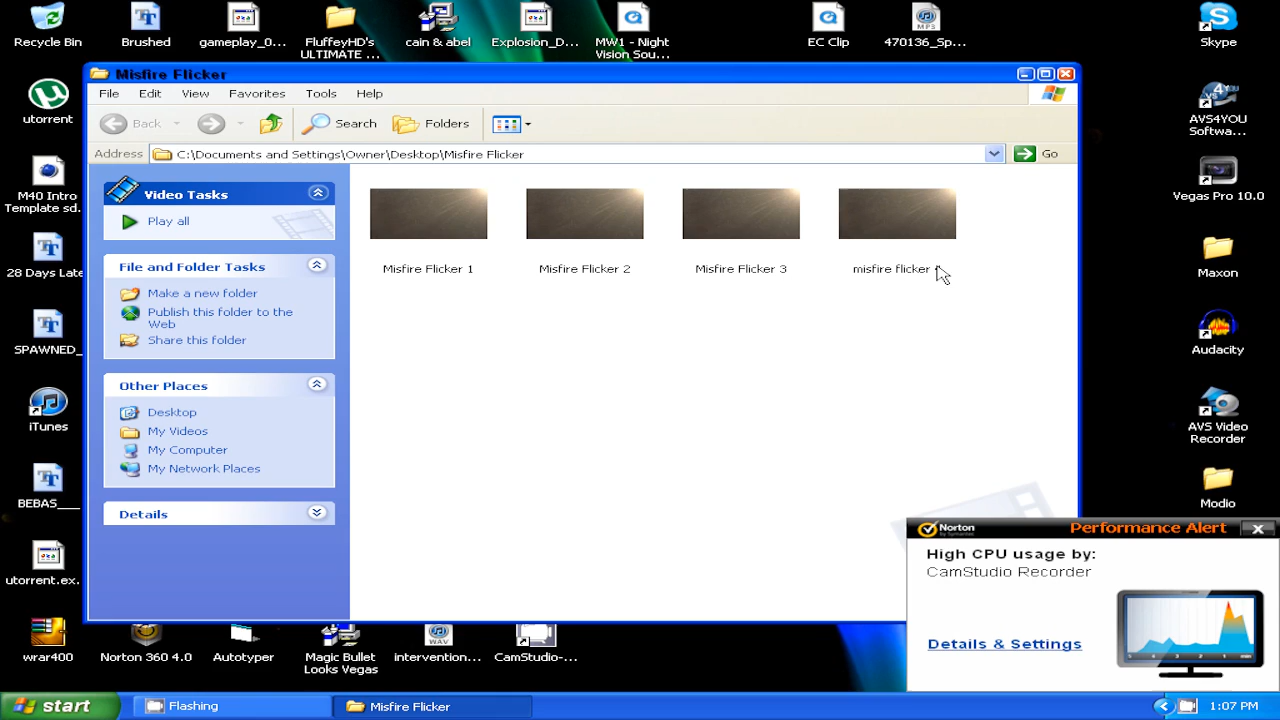 Recycle Bin
Brushed
gameplay_0...
FluffeyHD's
ULTIMATE ...
cain & abel
Explosion_D...
MW1 - Night
Vision Sou...
EC Clip
470136_Sp...
MP3
Skype
utorrent
M40 Intro
Template sd.
28 Days Late
SPAWNED_
iTunes
BEBAS___
utorrent.ex.
AVS4YOU
Softwa...
Vegas Pro 10.0
Maxon
Audacity
AVS Video
Recorder
Modio
Misfire Flicker
File Edit View Favorites Tools Help
Back Search Folders
Address C:\Documents and Settings\Owner\Desktop\Misfire Flicker Go
Video Tasks
Play all
File and Folder Tasks
Make a new folder
Publish this folder to the
Web
Share this folder
Other Places
Desktop
My Videos
My Computer
My Network Places
Details
Misfire Flicker 1
Misfire Flicker 2
Misfire Flicker 3
misfire flicker
Norton
by Symantec
Performance Alert
High CPU usage by:
CamStudio Recorder
Details & Settings
wrar400
Norton 360 4.0
Autotyper
Magic Bullet
Looks Vegas
WAV
intervention...
CamStudio-...
start
Flashing
Misfire Flicker
1:07 PM